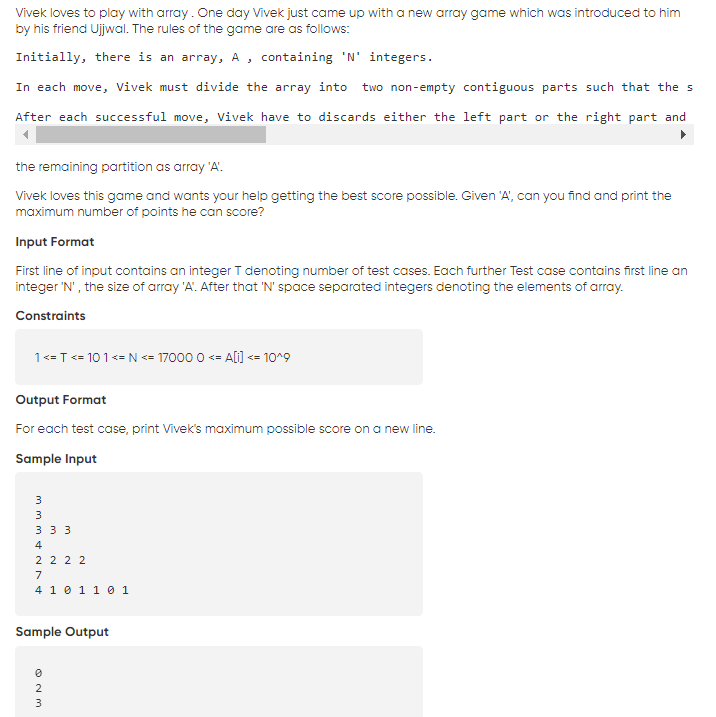 Vivek loves to play with array . One day Vivek just came up with a new array game which was introduced to him
by his friend Ujjwal. The rules of the game are as follows:
Initially, there is an array, A , containing 'N' integers.
In each move, Vivek must divide the array into  two non-empty contiguous parts such that the s
After each successful move, Vivek have to discards either the left part or the right part and
the remaining partition as array 'A'.
Vivek loves this game and wants your help getting the best score possible. Given 'A', can you find and print the
maximum number of points he can score?
Input Format
First line of input contains an integer T denoting number of test cases. Each further Test case contains first line an
integer 'N' , the size of array 'A'. After that 'N' space separated integers denoting the elements of array.
Constraints
1 <= T <= 10 1 <= N <= 17000 0 <= A[i] <= 10^9
Output Format
For each test case, print Vivek's maximum possible score on a new line.
Sample Input
3
3
3 3 3
4
2 2 2 2
7
4 1 0 1 1 0 1
Sample Output
0
2
3